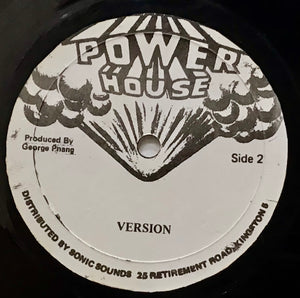 POWER
HOUSE
Produced By
George Phang
Side 2
VERSION
DISTRIBUTED BY SONIC SOUNDS 25 RETIREMENT ROAD, KINGSTON 5